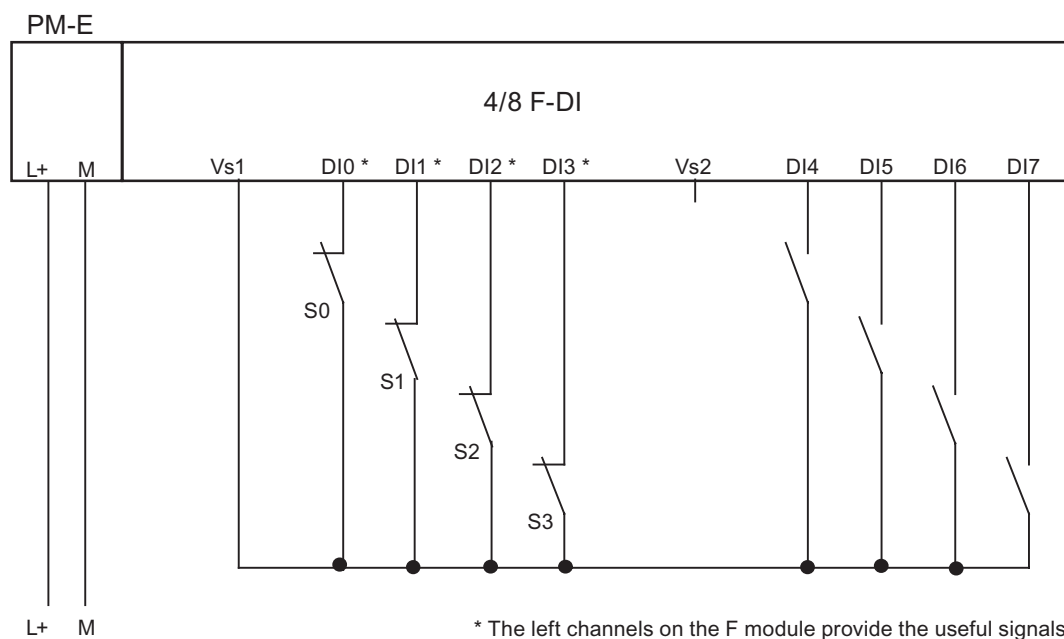 PM-E
4/8 F-DI
L+ M Vs1 DI0 * DI1 * DI2 * DI3 * Vs2 DI4 DI5 DI6 DI7
S0
S1
S2
S3
L+ M * The left channels on the F module provide the useful signals